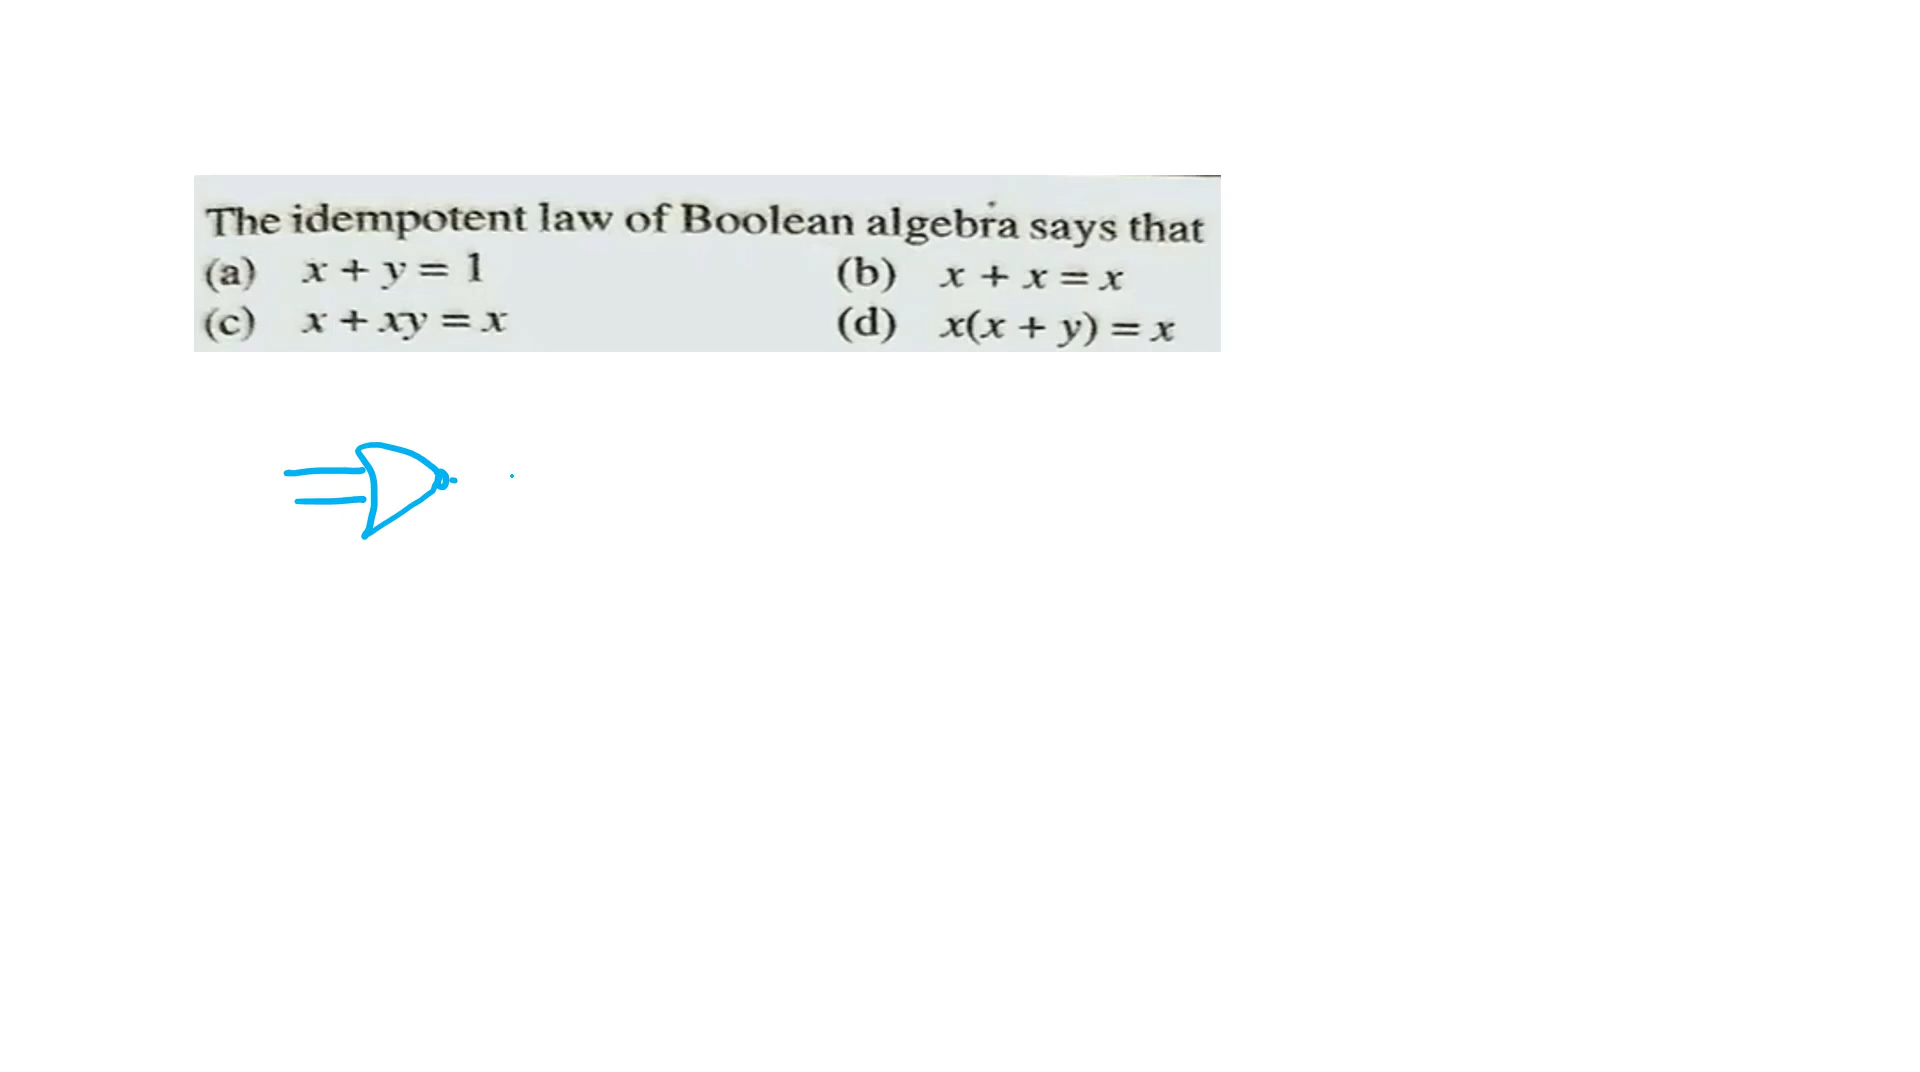 The idempotent law of Boolean algebra says that
(a) x + y = 1 (b) x + x = x
(c) x + xy = x (d) x(x + y) = x